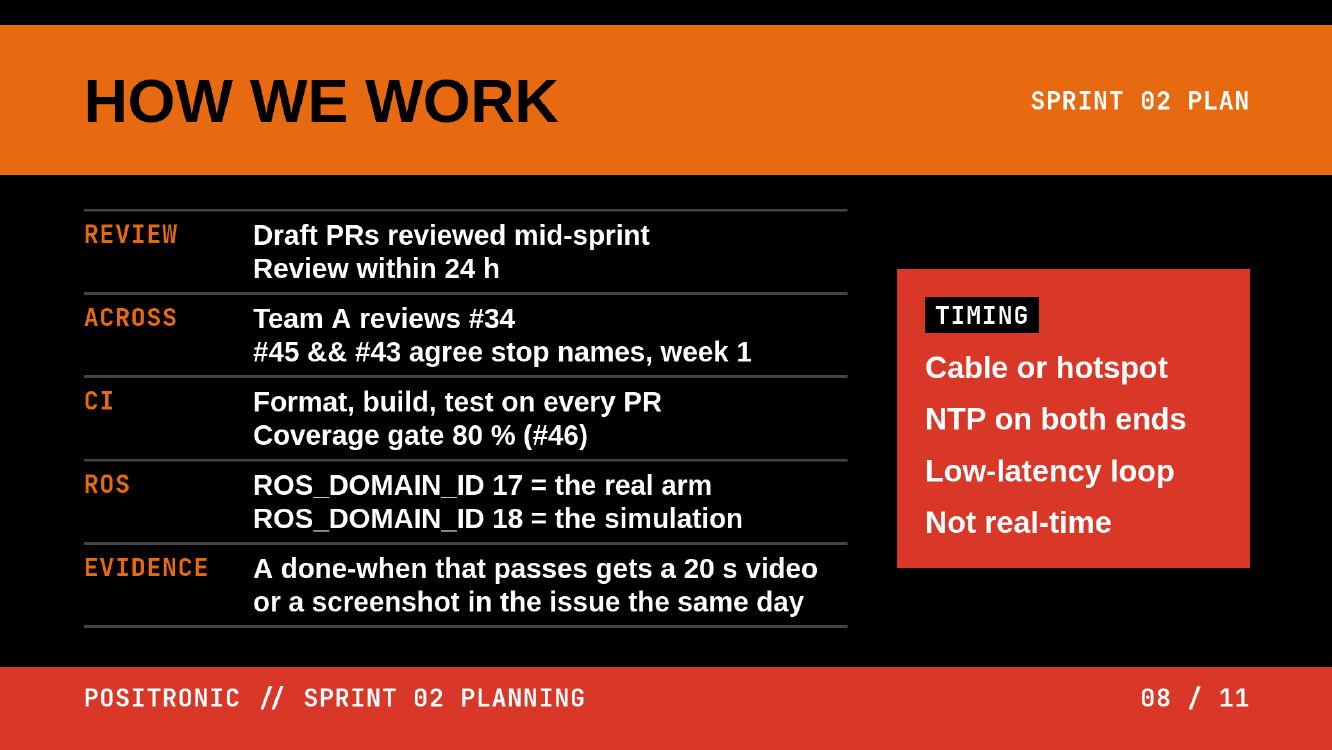 HOW WE WORK
SPRINT 02 PLAN
REVIEW
Draft PRs reviewed mid-sprint
Review within 24 h
ACROSS
Team A reviews #34
#45 && #43 agree stop names, week 1
CI
Format, build, test on every PR
Coverage gate 80 % (#46)
ROS
ROS_DOMAIN_ID 17 = the real arm
ROS_DOMAIN_ID 18 = the simulation
EVIDENCE
A done-when that passes gets a 20 s video
or a screenshot in the issue the same day
TIMING
Cable or hotspot
NTP on both ends
Low-latency loop
Not real-time
POSITRONIC // SPRINT 02 PLANNING
08 / 11